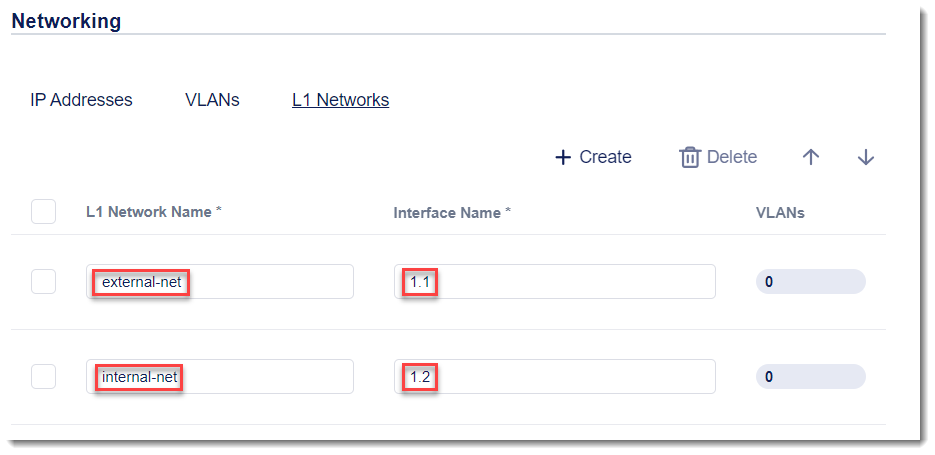 Networking
IP Addresses VLANs L1 Networks
+ Create Delete
L1 Network Name * Interface Name * VLANs
external-net 1.1 0
internal-net 1.2 0